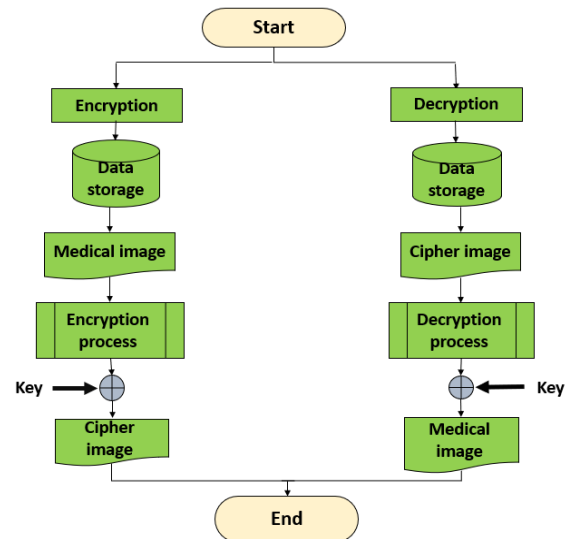 Start
Encryption
Decryption
Data
storage
Data
storage
Medical image
Cipher image
Encryption
process
Decryption
process
Key
Key
Cipher
image
Medical
image
End